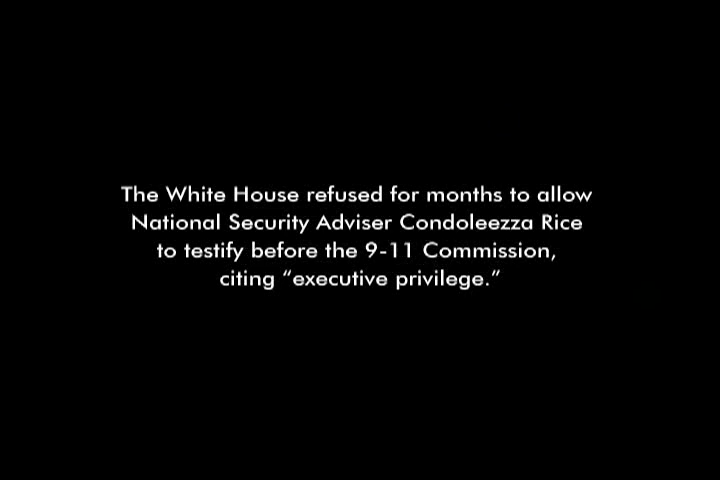 The White House refused for months to allow
National Security Adviser Condoleezza Rice
to testify before the 9-11 Commission,
citing “executive privilege.”